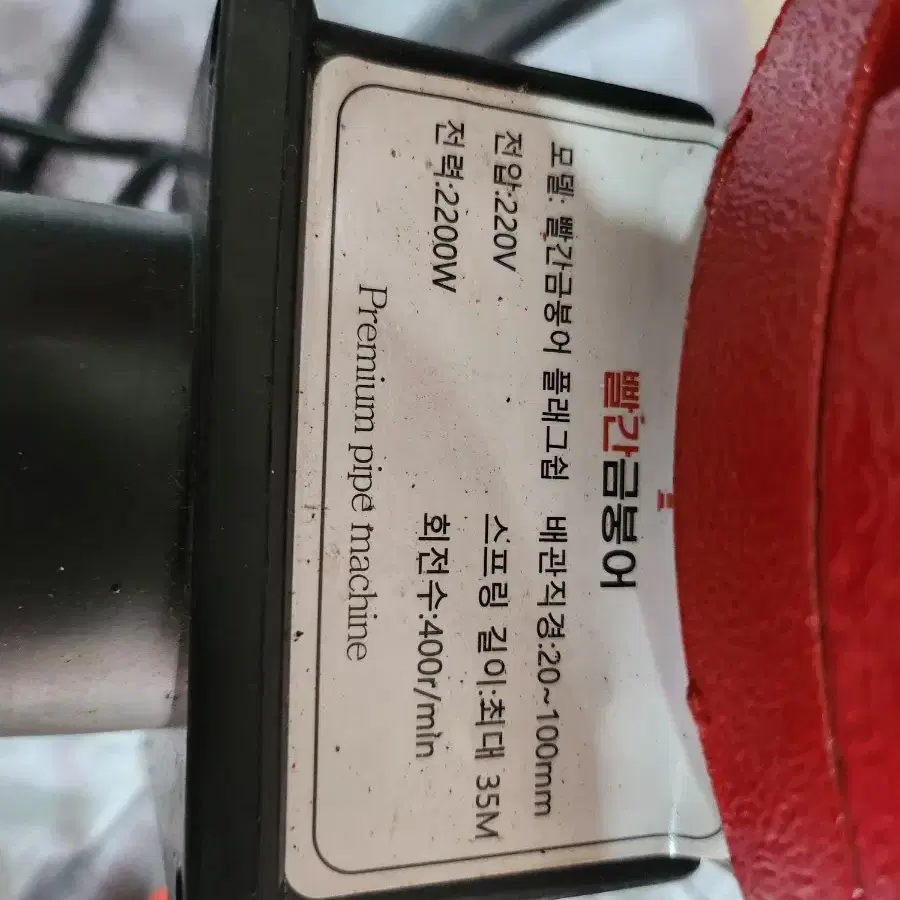 빨간금붕어
모델: 빨간금붕어 플래그쉽 배관직경:20~100mm
전압:220V 스프링 길이:최대 35M
전력:2200W 회전수:400r/min
Premium pipe machine